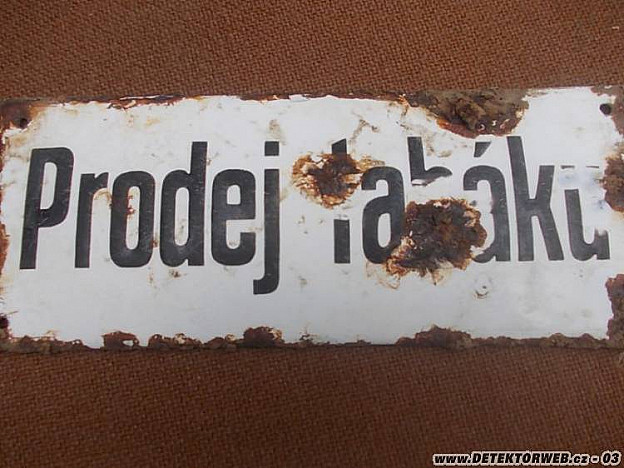 Prodej tabáku
www.DETEKTORWEB.cz - 03